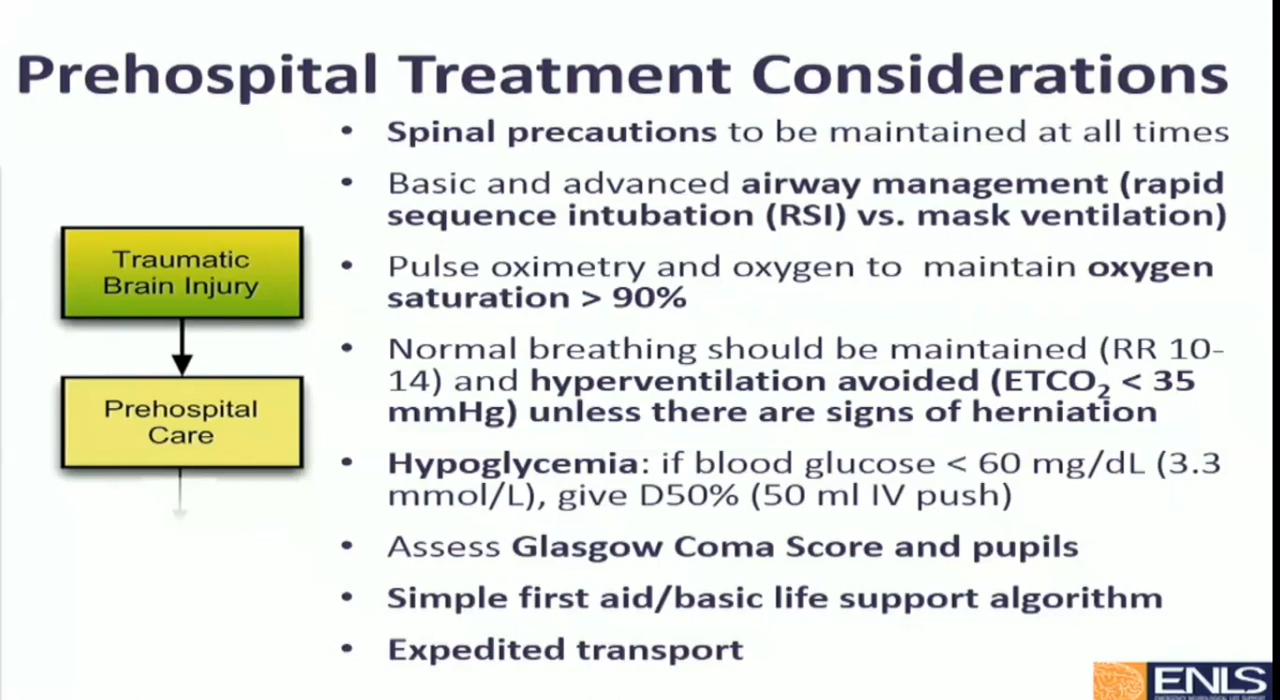 Prehospital Treatment Considerations
• Spinal precautions to be maintained at all times
• Basic and advanced airway management (rapid
sequence intubation (RSI) vs. mask ventilation)
• Pulse oximetry and oxygen to maintain oxygen
saturation > 90%
• Normal breathing should be maintained (RR 10-
14) and hyperventilation avoided (ETCO₂ < 35
mmHg) unless there are signs of herniation
• Hypoglycemia: if blood glucose < 60 mg/dL (3.3
mmol/L), give D50% (50 ml IV push)
• Assess Glasgow Coma Score and pupils
• Simple first aid/basic life support algorithm
• Expedited transport
Traumatic
Brain Injury
Prehospital
Care
ENLS